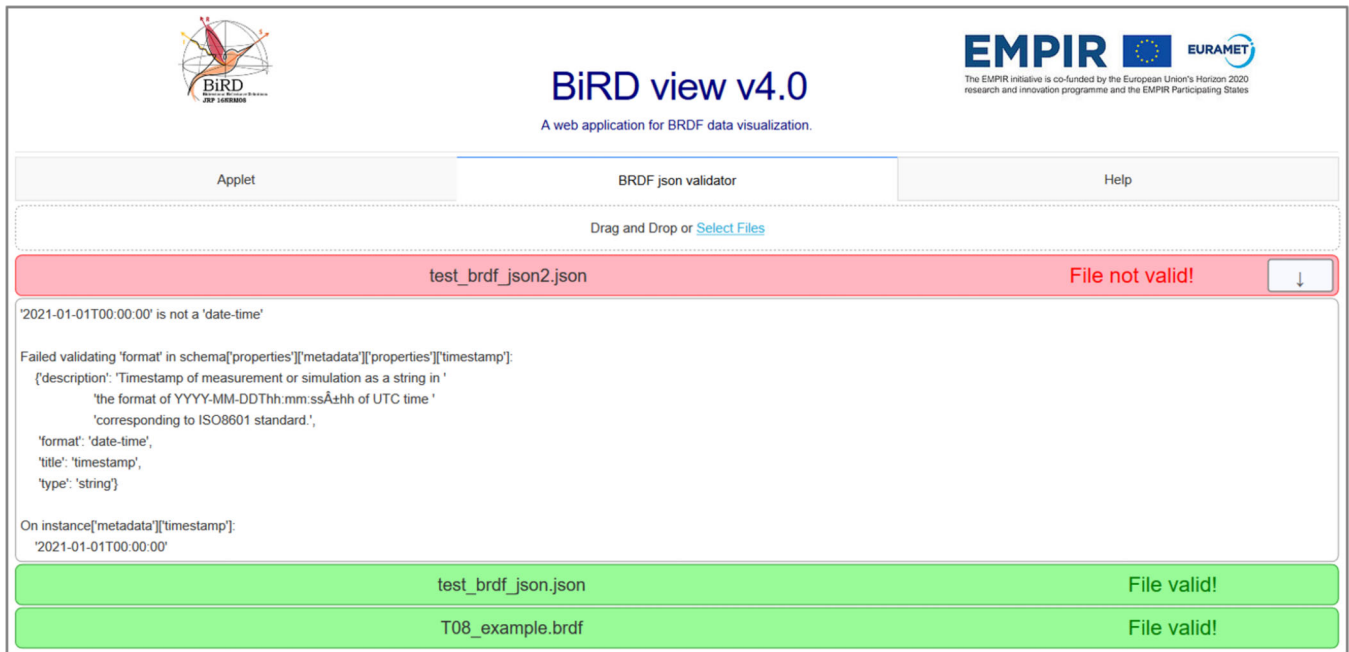 BiRD
JRP 16NRM08
EMPIR
EURAMET
The EMPIR initiative is co-funded by the European Union's Horizon 2020
research and innovation programme and the EMPIR Participating States
BiRD view v4.0
A web application for BRDF data visualization.
Applet
BRDF json validator
Help
Drag and Drop or Select Files
test_brdf_json2.json
File not valid!
↓
'2021-01-01T00:00:00' is not a 'date-time'
Failed validating 'format' in schema['properties']['metadata']['properties']['timestamp']:
{'description': 'Timestamp of measurement or simulation as a string in '
'the format of YYYY-MM-DDThh:mm:ssÂ±hh of UTC time '
'corresponding to ISO8601 standard.',
'format': 'date-time',
'title': 'timestamp',
'type': 'string'}
On instance['metadata']['timestamp']:
'2021-01-01T00:00:00'
test_brdf_json.json
File valid!
T08_example.brdf
File valid!